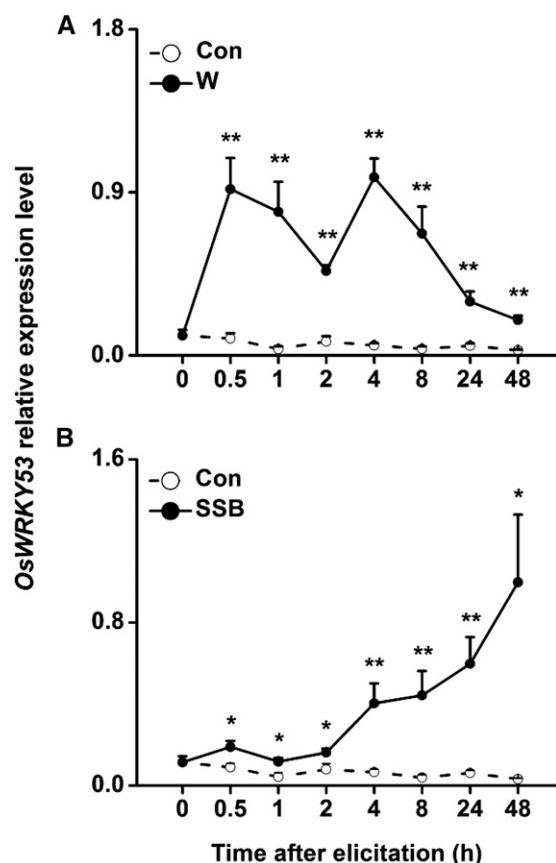 A
1.8
Con
W
**
**
**
**
**
**
**
0.9
0.0
0 0.5 1 2 4 8 24 48
OsWRKY53 relative expression level
B
1.6
Con
SSB
*
*
*
**
**
**
*
0.8
0.0
0 0.5 1 2 4 8 24 48
Time after elicitation (h)